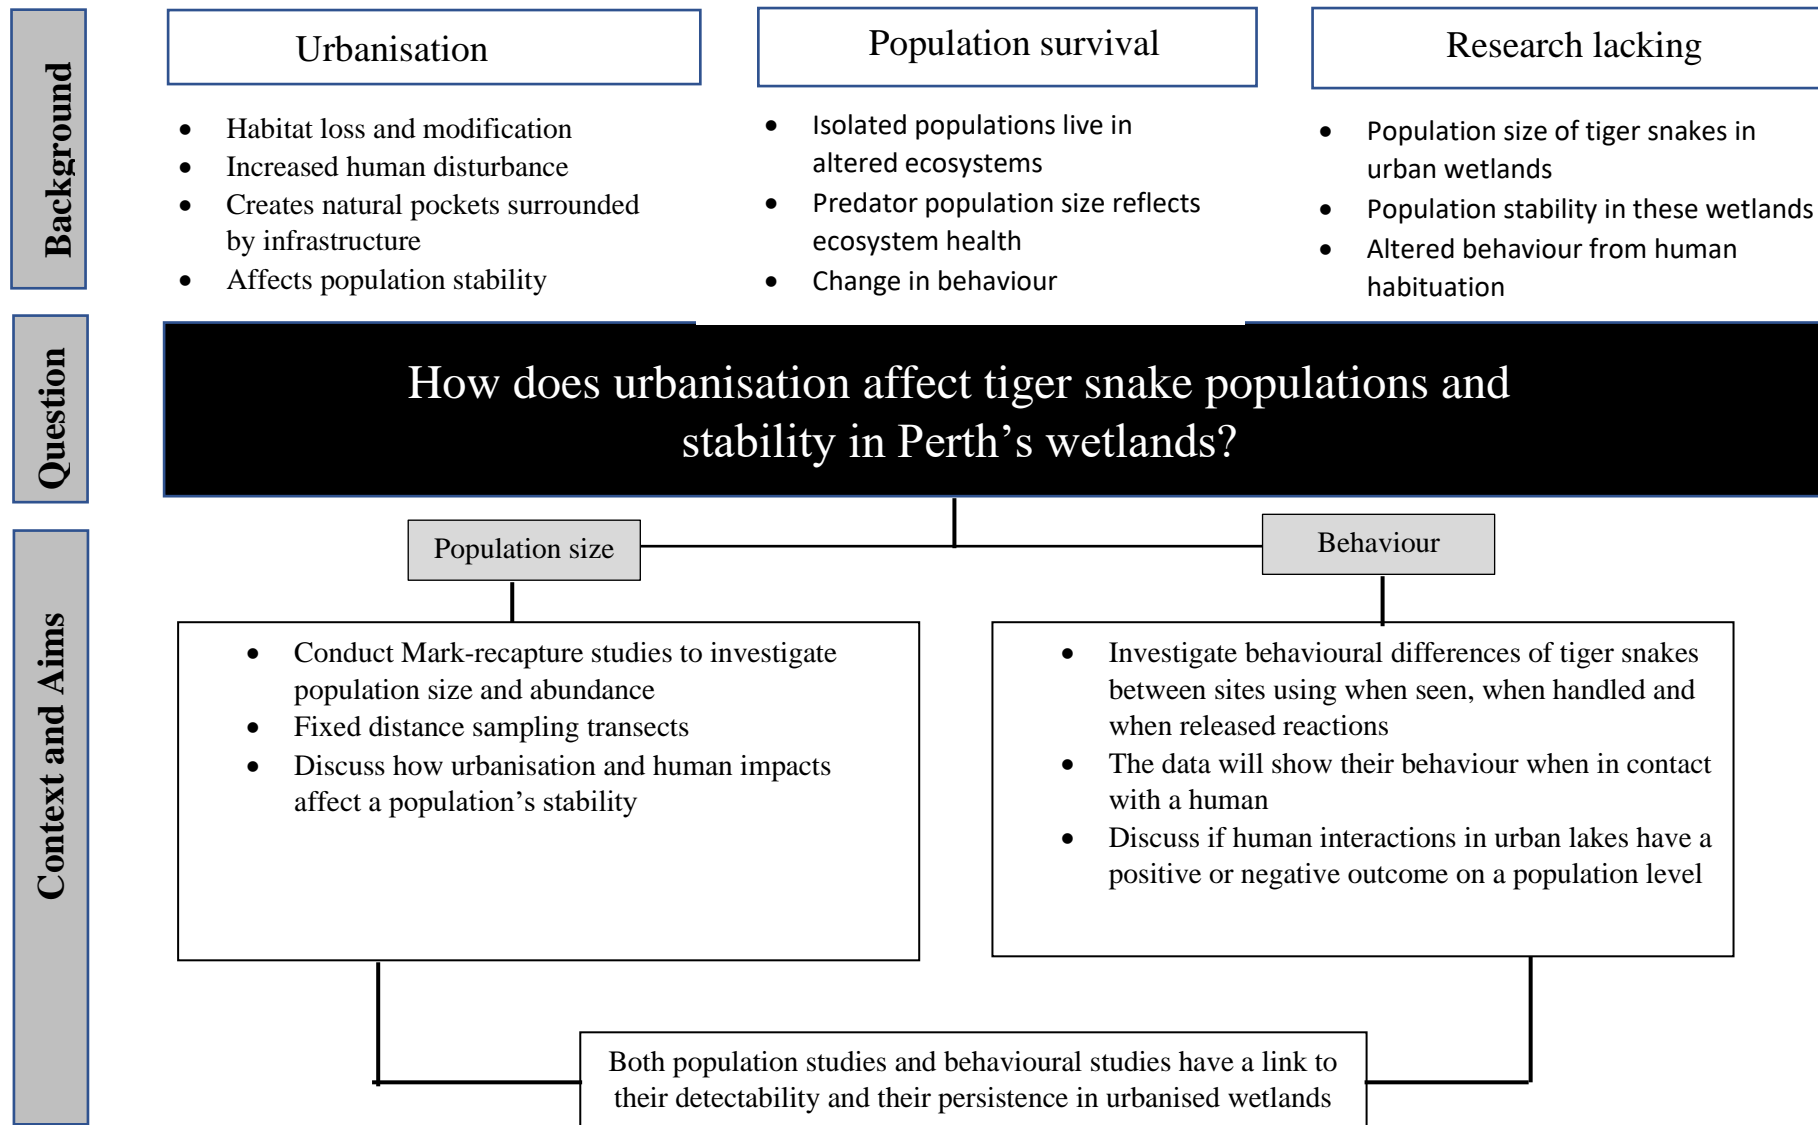 Background
Urbanisation
• Habitat loss and modification
• Increased human disturbance
• Creates natural pockets surrounded
by infrastructure
• Affects population stability
Population survival
• Isolated populations live in
altered ecosystems
• Predator population size reflects
ecosystem health
• Change in behaviour
Research lacking
• Population size of tiger snakes in
urban wetlands
• Population stability in these wetlands
• Altered behaviour from human
habituation
Question
How does urbanisation affect tiger snake populations and
stability in Perth’s wetlands?
Context and Aims
Population size
• Conduct Mark-recapture studies to investigate
population size and abundance
• Fixed distance sampling transects
• Discuss how urbanisation and human impacts
affect a population’s stability
Behaviour
• Investigate behavioural differences of tiger snakes
between sites using when seen, when handled and
when released reactions
• The data will show their behaviour when in contact
with a human
• Discuss if human interactions in urban lakes have a
positive or negative outcome on a population level
Both population studies and behavioural studies have a link to
their detectability and their persistence in urbanised wetlands